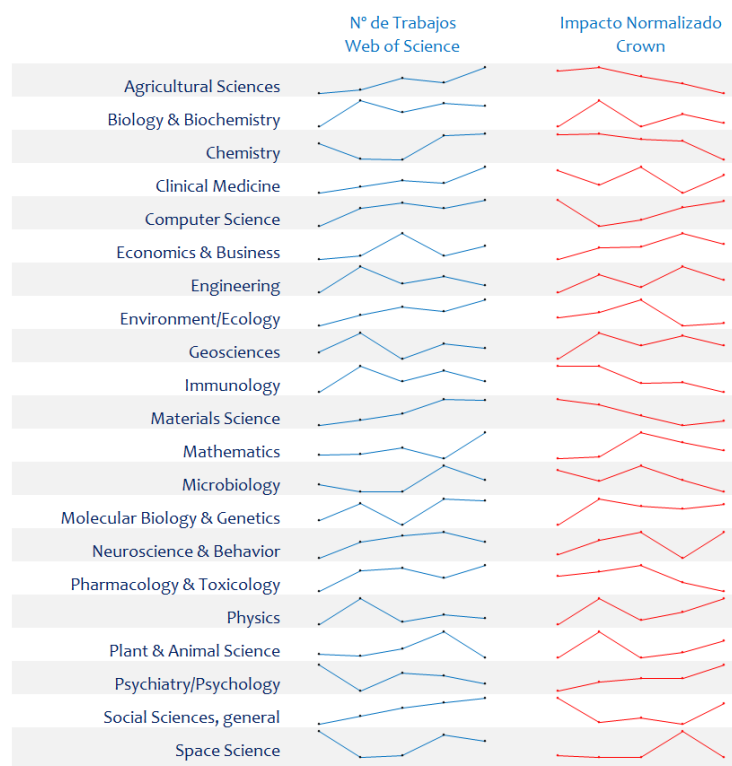 Nº de Trabajos
Web of Science
Impacto Normalizado
Crown
Agricultural Sciences
Biology & Biochemistry
Chemistry
Clinical Medicine
Computer Science
Economics & Business
Engineering
Environment/Ecology
Geosciences
Immunology
Materials Science
Mathematics
Microbiology
Molecular Biology & Genetics
Neuroscience & Behavior
Pharmacology & Toxicology
Physics
Plant & Animal Science
Psychiatry/Psychology
Social Sciences, general
Space Science